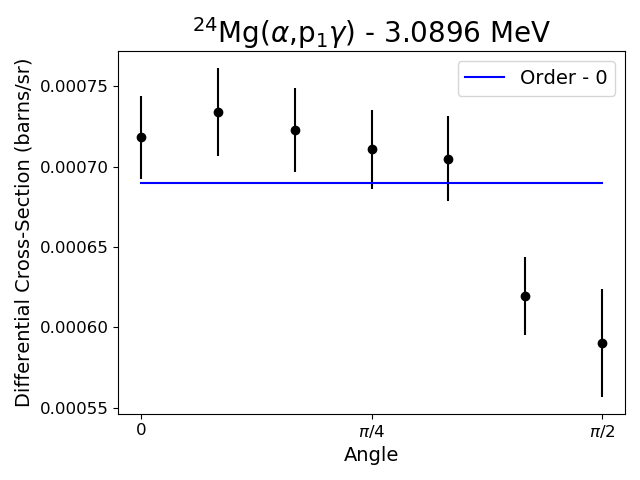 ²⁴Mg(α,p₁γ) - 3.0896 MeV
Order - 0
Differential Cross-Section (barns/sr)
0.00075
0.00070
0.00065
0.00060
0.00055
0
π/4
π/2
Angle